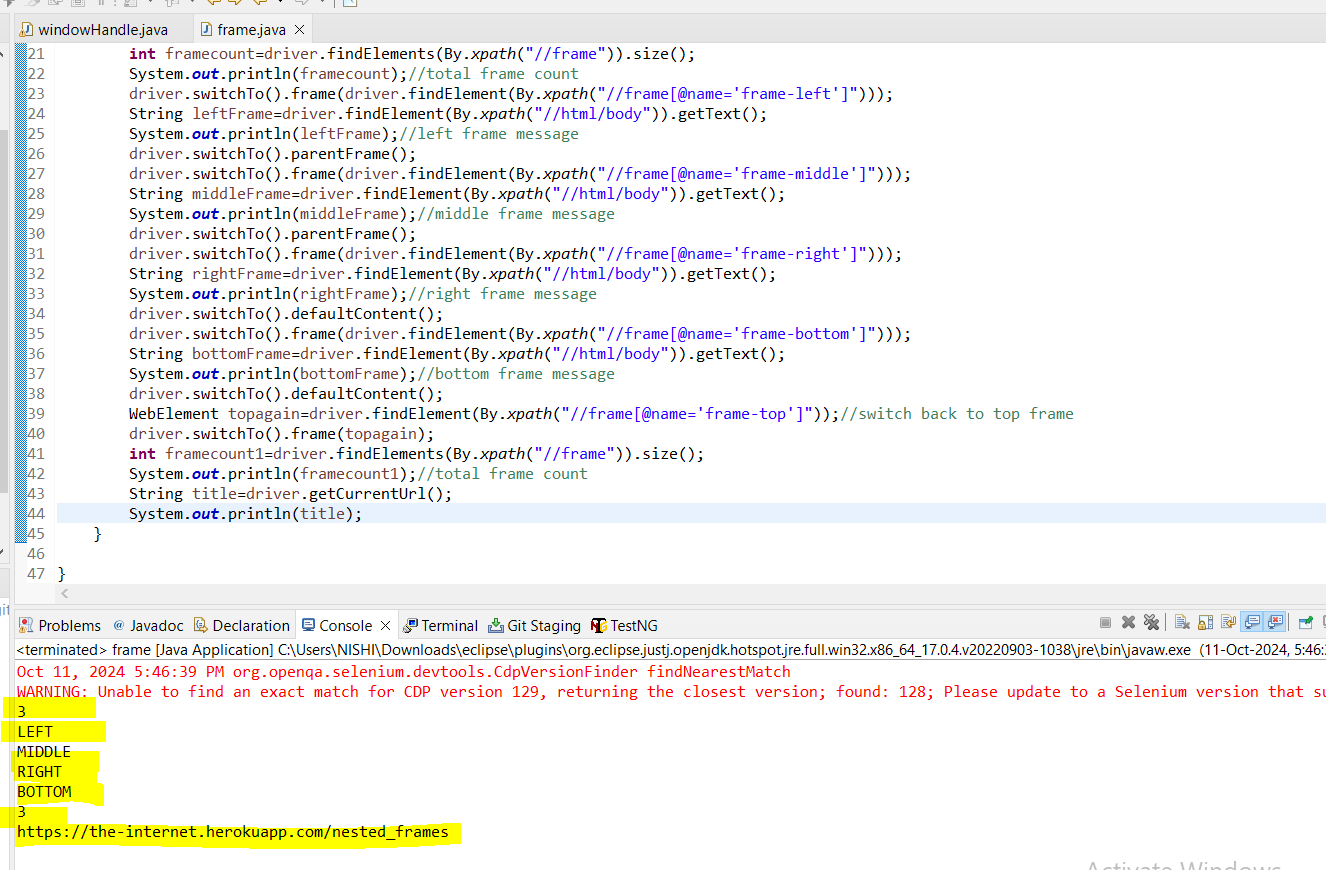 windowHandle.java frame.java
21 int framecount=driver.findElements(By.xpath("//frame")).size();
22 System.out.println(framecount);//total frame count
23 driver.switchTo().frame(driver.findElement(By.xpath("//frame[@name='frame-left']")));
24 String leftFrame=driver.findElement(By.xpath("//html/body")).getText();
25 System.out.println(leftFrame);//left frame message
26 driver.switchTo().parentFrame();
27 driver.switchTo().frame(driver.findElement(By.xpath("//frame[@name='frame-middle']")));
28 String middleFrame=driver.findElement(By.xpath("//html/body")).getText();
29 System.out.println(middleFrame);//middle frame message
30 driver.switchTo().parentFrame();
31 driver.switchTo().frame(driver.findElement(By.xpath("//frame[@name='frame-right']")));
32 String rightFrame=driver.findElement(By.xpath("//html/body")).getText();
33 System.out.println(rightFrame);//right frame message
34 driver.switchTo().defaultContent();
35 driver.switchTo().frame(driver.findElement(By.xpath("//frame[@name='frame-bottom']")));
36 String bottomFrame=driver.findElement(By.xpath("//html/body")).getText();
37 System.out.println(bottomFrame);//bottom frame message
38 driver.switchTo().defaultContent();
39 WebElement topagain=driver.findElement(By.xpath("//frame[@name='frame-top']"));//switch back to top frame
40 driver.switchTo().frame(topagain);
41 int framecount1=driver.findElements(By.xpath("//frame")).size();
42 System.out.println(framecount1);//total frame count
43 String title=driver.getCurrentUrl();
44 System.out.println(title);
45 }
46
47 }
Problems Javadoc Declaration Console Terminal Git Staging TestNG
<terminated> frame [Java Application] C:\Users\NISHI\Downloads\eclipse\plugins\org.eclipse.justj.openjdk.hotspot.jre.full.win32.x86_64_17.0.4.v20220903-1038\jre\bin\javaw.exe (11-Oct-2024, 5:46:
Oct 11, 2024 5:46:39 PM org.openqa.selenium.devtools.CdpVersionFinder findNearestMatch
WARNING: Unable to find an exact match for CDP version 129, returning the closest version; found: 128; Please update to a Selenium version that su
3
LEFT
MIDDLE
RIGHT
BOTTOM
3
https://the-internet.herokuapp.com/nested_frames
Activate Windows